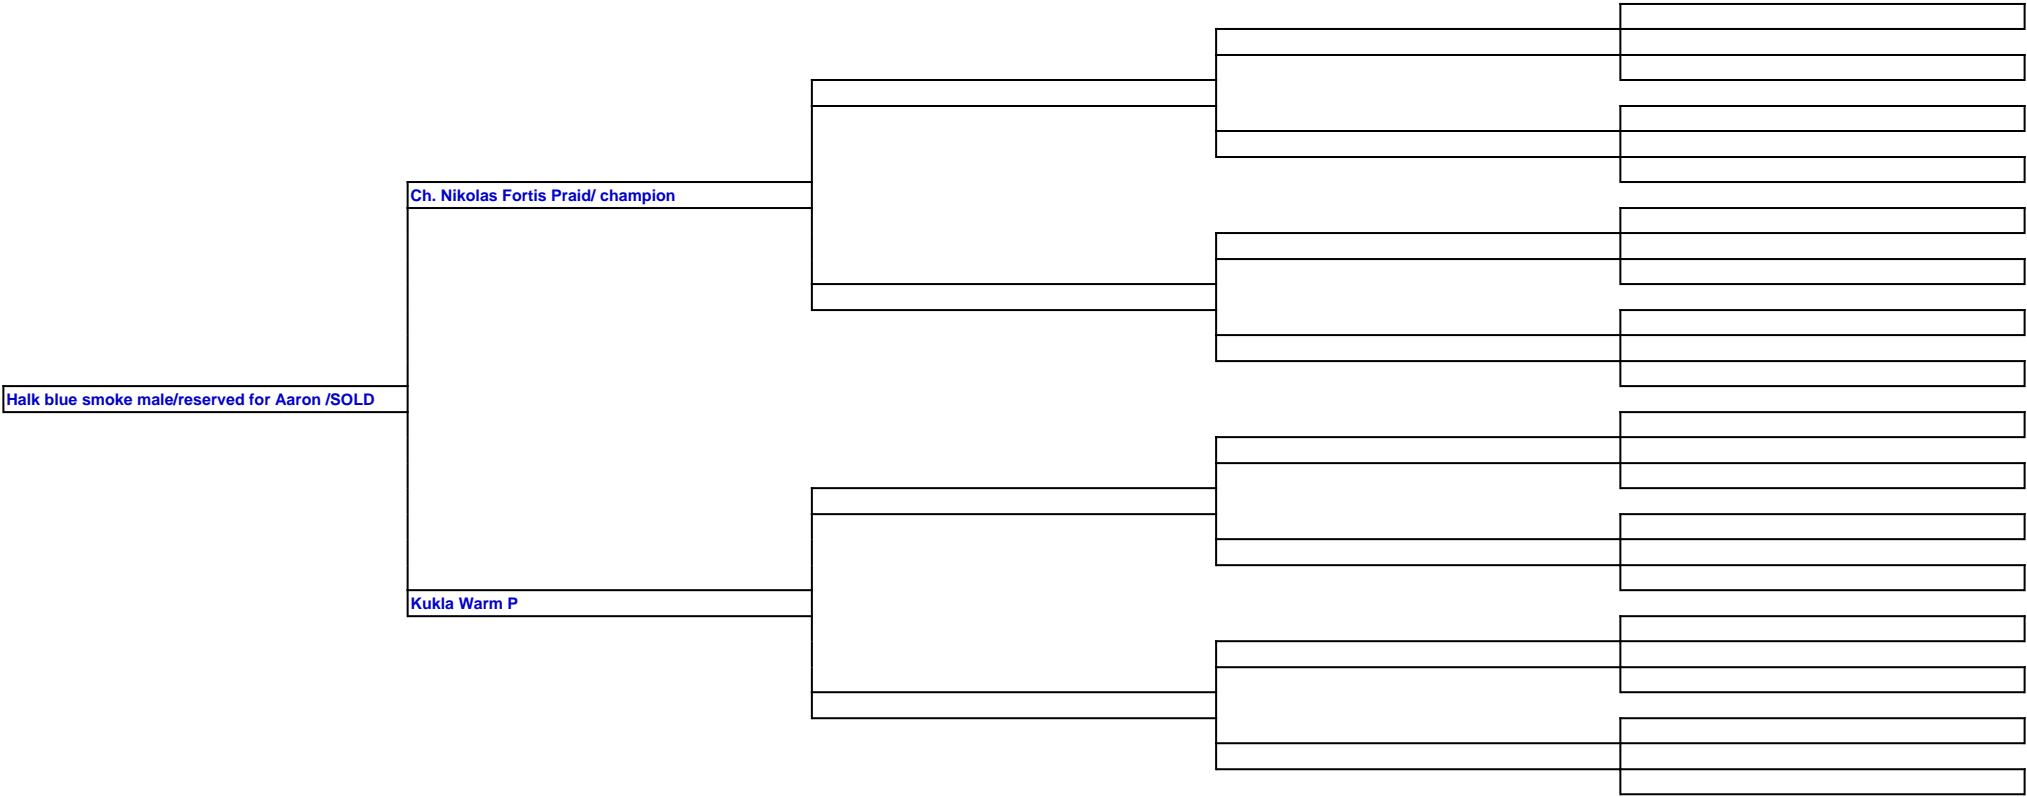 Ch. Nikolas Fortis Praid/ champion
Halk blue smoke male/reserved for Aaron /SOLD
Kukla Warm P